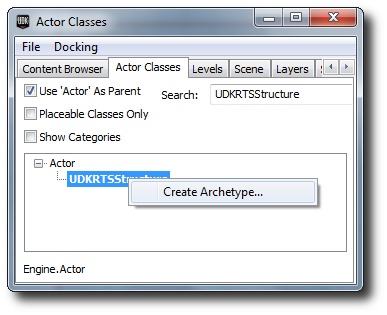 UDK Actor Classes
File Docking
Content Browser Actor Classes Levels Scene Layers
Use 'Actor' As Parent Search: UDKRTSStructure
Placeable Classes Only
Show Categories
Actor
UDKRTSStructure
Create Archetype...
Engine.Actor